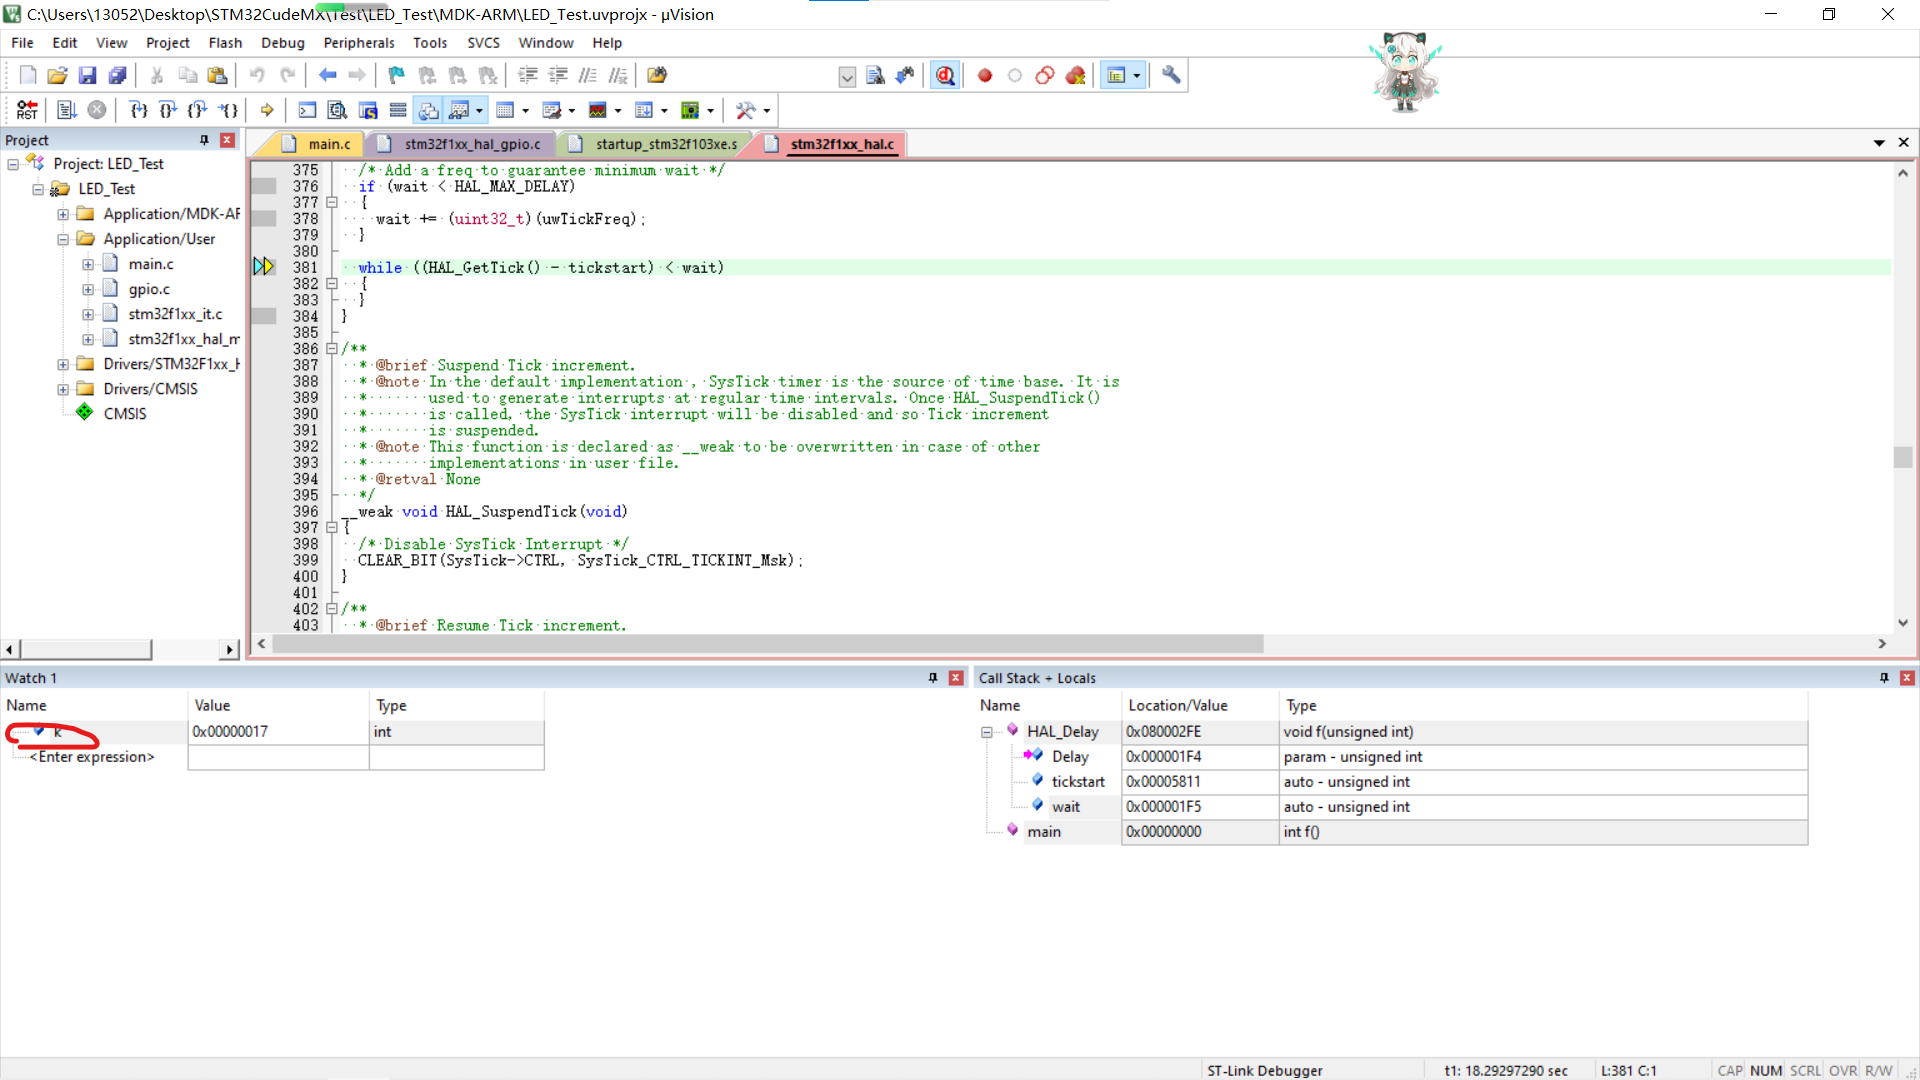 C:\Users\13052\Desktop\STM32CudeMX\Test\LED_Test\MDK-ARM\LED_Test.uvprojx - µVision
File Edit View Project Flash Debug Peripherals Tools SVCS Window Help
RST
Project
Project: LED_Test
LED_Test
Application/MDK-AR
Application/User
main.c
gpio.c
stm32f1xx_it.c
stm32f1xx_hal_m
Drivers/STM32F1xx_H
Drivers/CMSIS
CMSIS
main.c stm32f1xx_hal_gpio.c startup_stm32f103xe.s stm32f1xx_hal.c
375 /* Add a freq to guarantee minimum wait */
376 if (wait < HAL_MAX_DELAY)
377 {
378 wait += (uint32_t)(uwTickFreq);
379 }
380
381 while ((HAL_GetTick() - tickstart) < wait)
382 {
383 }
384 }
385
386 /**
387 * @brief Suspend Tick increment.
388 * @note In the default implementation , SysTick timer is the source of time base. It is
389 * used to generate interrupts at regular time intervals. Once HAL_SuspendTick()
390 * is called, the SysTick interrupt will be disabled and so Tick increment
391 * is suspended.
392 * @note This function is declared as __weak to be overwritten in case of other
393 * implementations in user file.
394 * @retval None
395 */
396 __weak void HAL_SuspendTick(void)
397 {
398 /* Disable SysTick Interrupt */
399 CLEAR_BIT(SysTick->CTRL, SysTick_CTRL_TICKINT_Msk);
400 }
401
402 /**
403 * @brief Resume Tick increment.
Watch 1
Name Value Type
k 0x00000017 int
<Enter expression>
Call Stack + Locals
Name Location/Value Type
HAL_Delay 0x080002FE void f(unsigned int)
Delay 0x000001F4 param - unsigned int
tickstart 0x00005811 auto - unsigned int
wait 0x000001F5 auto - unsigned int
main 0x00000000 int f()
ST-Link Debugger t1: 18.29297290 sec L:381 C:1 CAP NUM SCRL OVR R/W